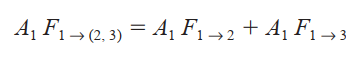 A₁ F₁ → (2, 3) = A₁ F₁ → 2 + A₁ F₁ → 3